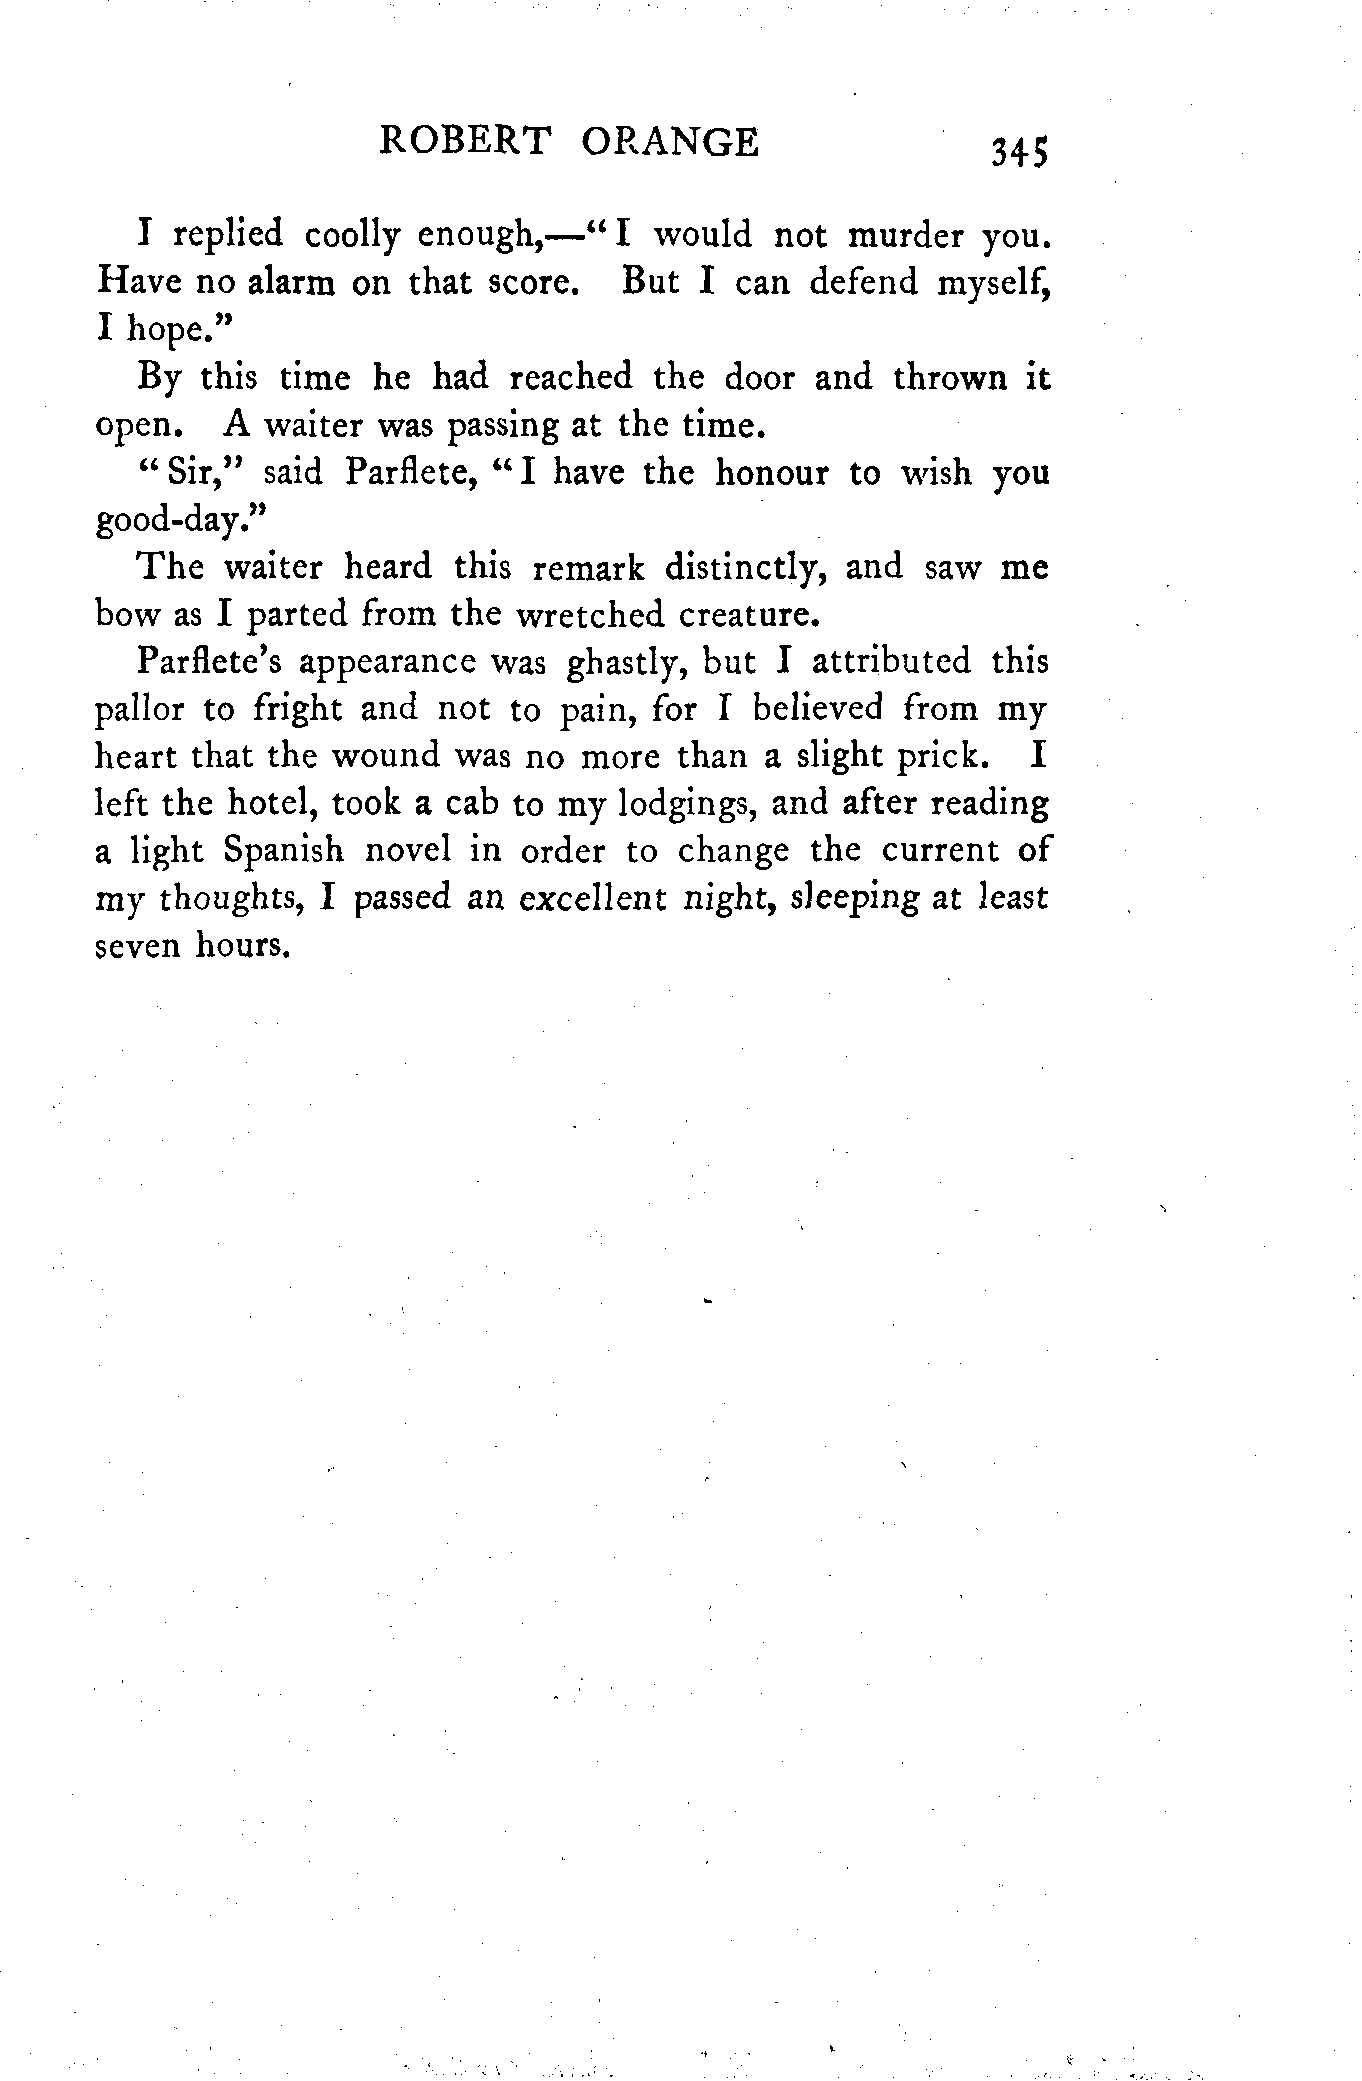 ROBERT ORANGE 345
I replied coolly enough,—“I would not murder you.
Have no alarm on that score. But I can defend myself,
I hope.”
By this time he had reached the door and thrown it
open. A waiter was passing at the time.
“Sir,” said Parflete, “I have the honour to wish you
good-day.”
The waiter heard this remark distinctly, and saw me
bow as I parted from the wretched creature.
Parflete’s appearance was ghastly, but I attributed this
pallor to fright and not to pain, for I believed from my
heart that the wound was no more than a slight prick. I
left the hotel, took a cab to my lodgings, and after reading
a light Spanish novel in order to change the current of
my thoughts, I passed an excellent night, sleeping at least
seven hours.